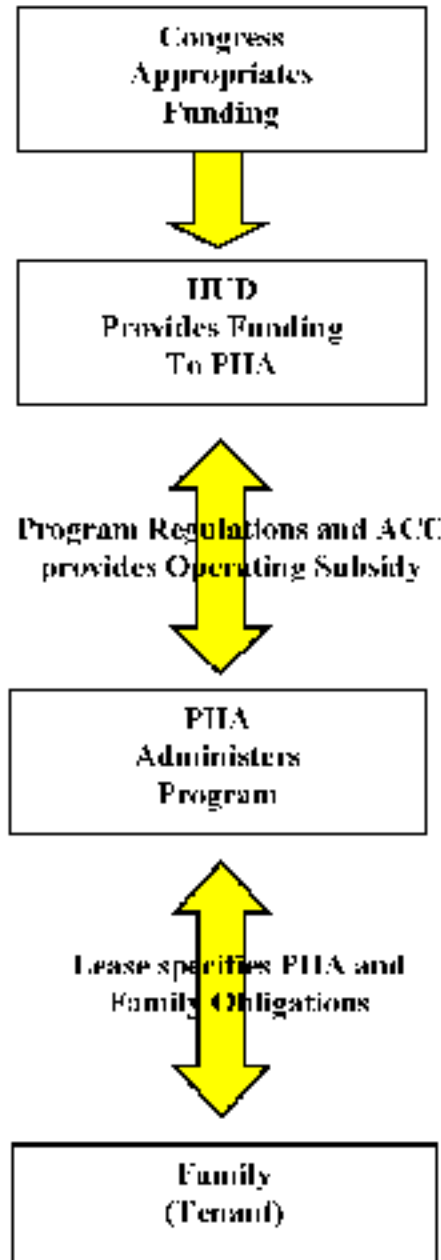 Congress
Appropriates
Funding
HUD
Provides Funding
To PHA
Program Regulations and ACC
provides Operating Subsidy
PHA
Administers
Program
Lease specifies PHA and
Family Obligations
Family
(Tenant)